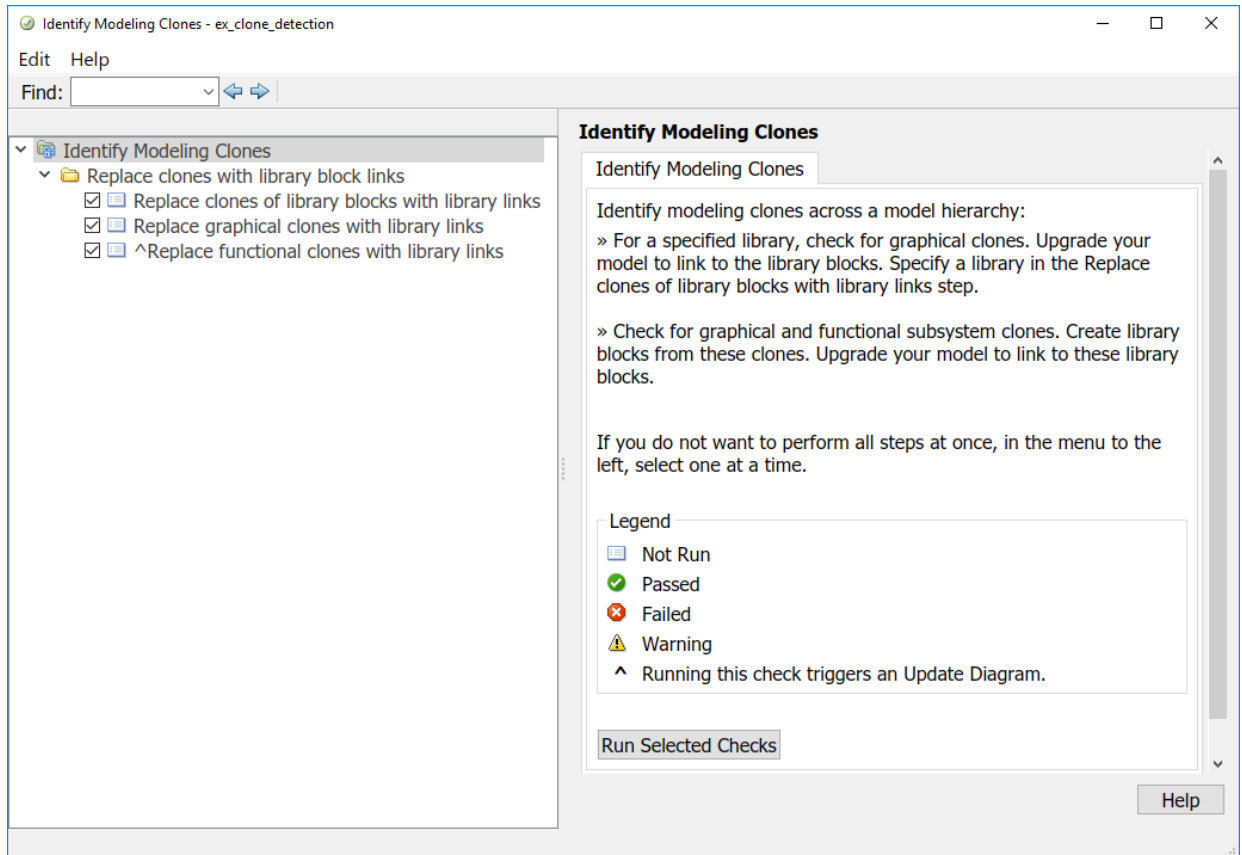 Identify Modeling Clones - ex_clone_detection
Edit Help
Find:
Identify Modeling Clones
Replace clones with library block links
Replace clones of library blocks with library links
Replace graphical clones with library links
^Replace functional clones with library links
Identify Modeling Clones
Identify Modeling Clones
Identify modeling clones across a model hierarchy:
» For a specified library, check for graphical clones. Upgrade your
model to link to the library blocks. Specify a library in the Replace
clones of library blocks with library links step.
» Check for graphical and functional subsystem clones. Create library
blocks from these clones. Upgrade your model to link to these library
blocks.
If you do not want to perform all steps at once, in the menu to the
left, select one at a time.
Legend
Not Run
Passed
Failed
Warning
^ Running this check triggers an Update Diagram.
Run Selected Checks
Help